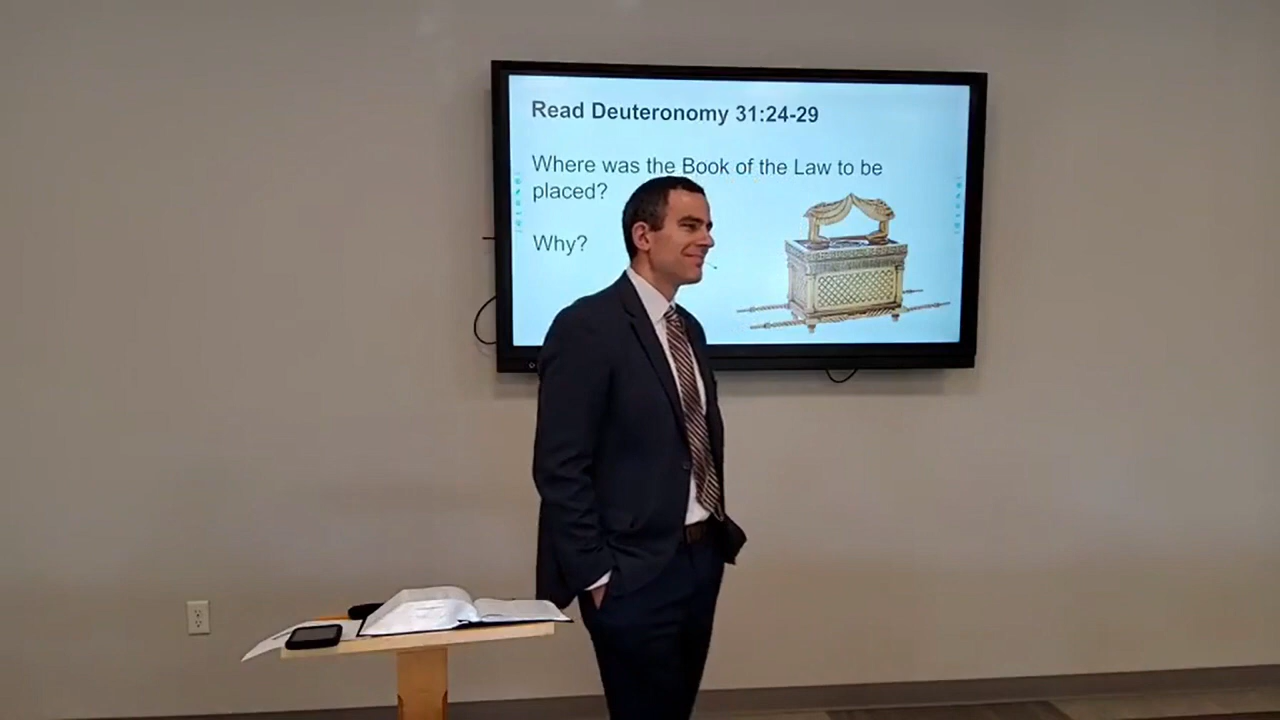 Read Deuteronomy 31:24-29
Where was the Book of the Law to be
placed?
Why?